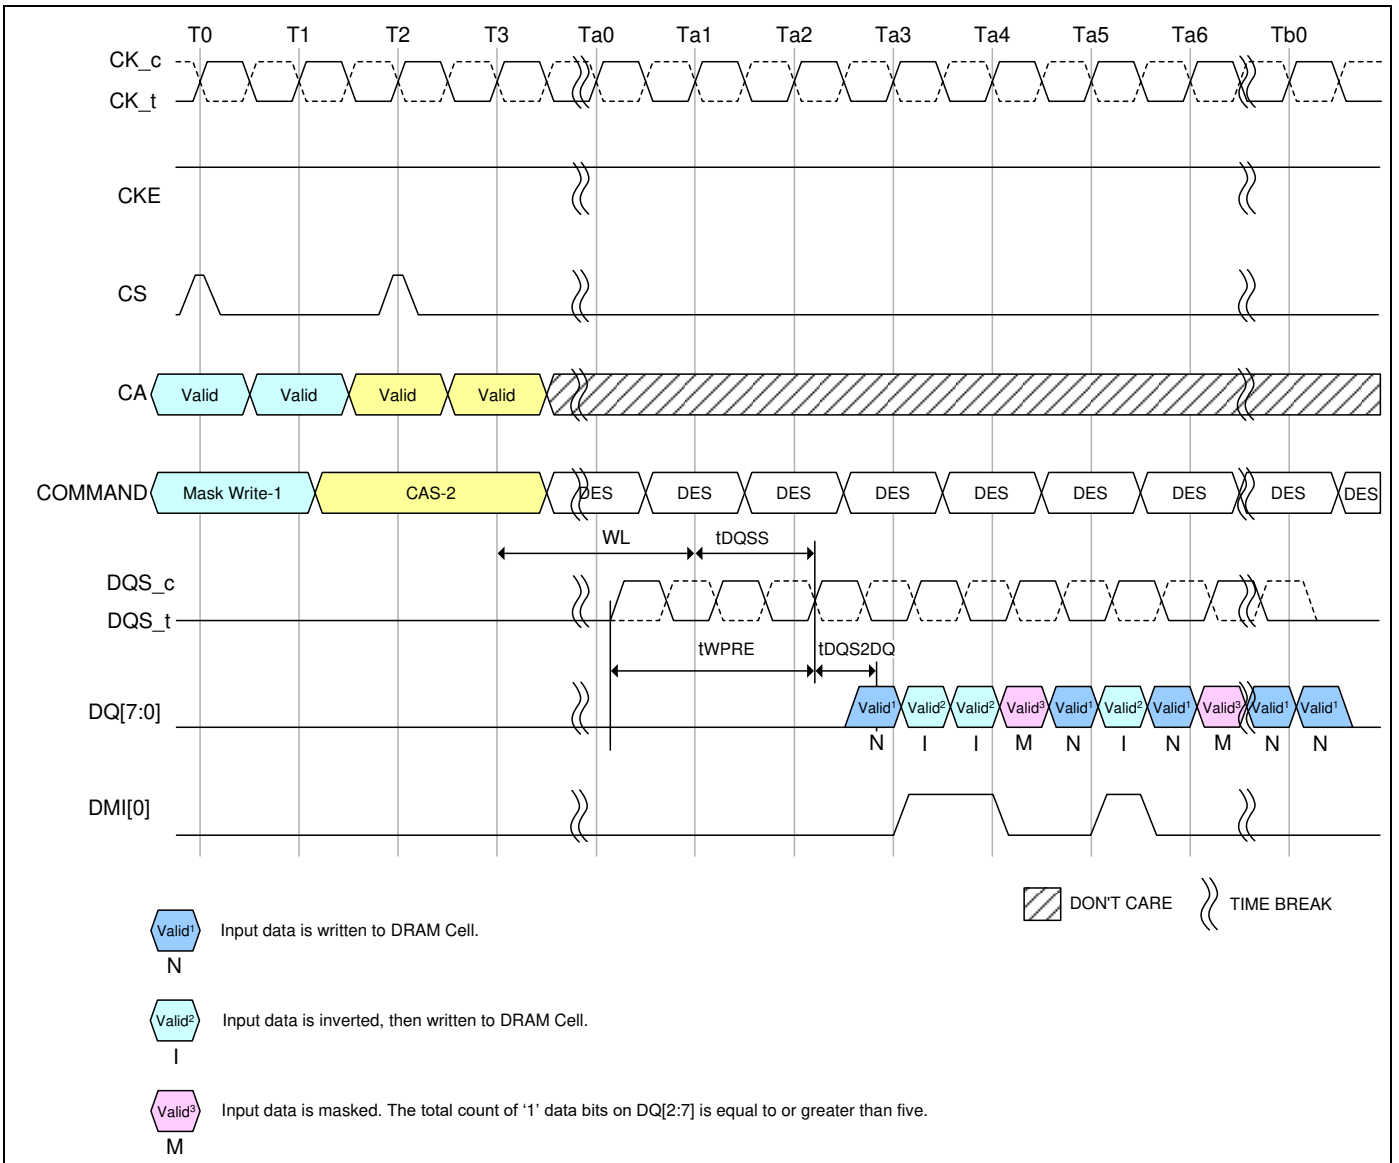 T0 T1 T2 T3 Ta0 Ta1 Ta2 Ta3 Ta4 Ta5 Ta6 Tb0
CK_c
CK_t
CKE
CS
CA Valid Valid Valid Valid
COMMAND Mask Write-1 CAS-2 DES DES DES DES DES DES DES DES DES
WL tDQSS
DQS_c
DQS_t
tWPRE tDQS2DQ
DQ[7:0] Valid1 Valid2 Valid2 Valid3 Valid1 Valid2 Valid1 Valid3 Valid1 Valid1
N I I M N I N M N N
DMI[0]
DON'T CARE TIME BREAK
Valid1 Input data is written to DRAM Cell.
N
Valid2 Input data is inverted, then written to DRAM Cell.
I
Valid3 Input data is masked. The total count of ‘1’ data bits on DQ[2:7] is equal to or greater than five.
M